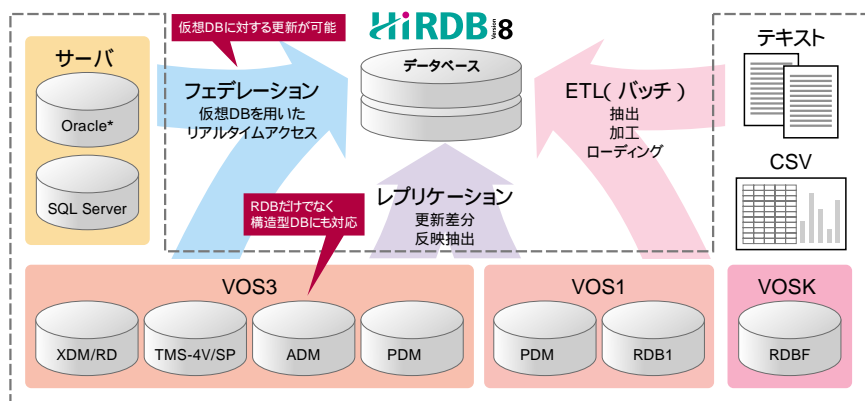 仮想DBに対する更新が可能
HiRDB Version 8
サーバ
Oracle*
SQL Server
フェデレーション
仮想DBを用いた
リアルタイムアクセス
データベース
ETL(バッチ)
抽出
加工
ローディング
テキスト
CSV
RDBだけでなく
構造型DBにも対応
レプリケーション
更新差分
反映抽出
VOS3
XDM/RD
TMS-4V/SP
ADM
PDM
VOS1
PDM
RDB1
VOSK
RDBF